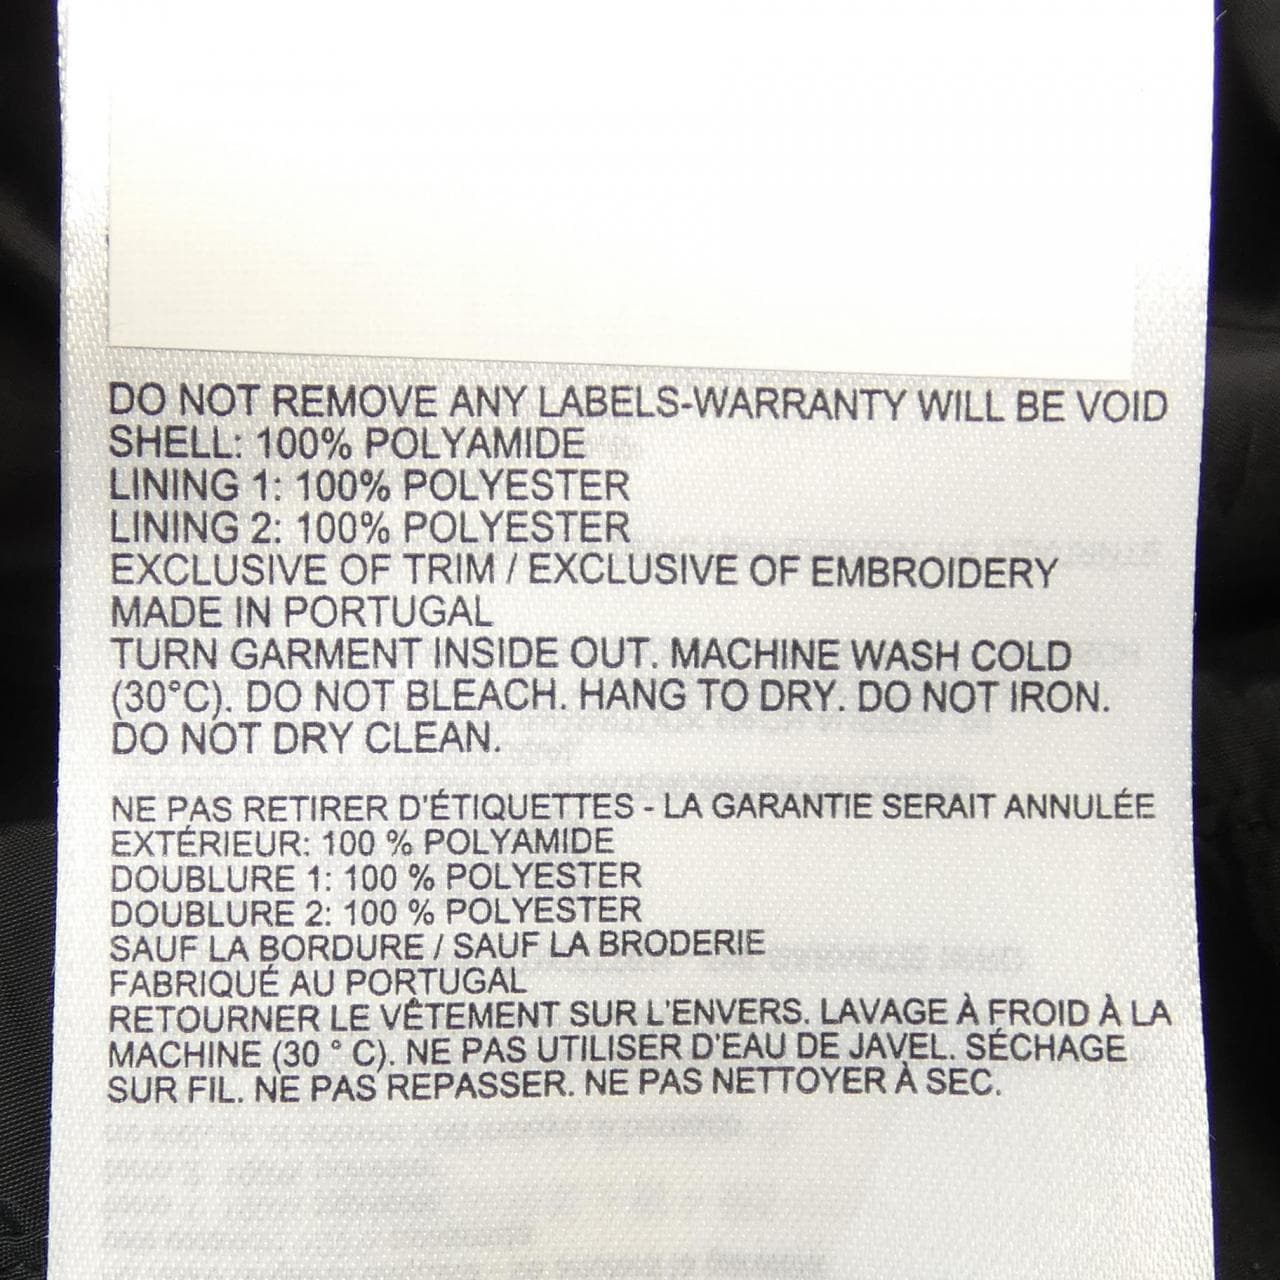 DO NOT REMOVE ANY LABELS-WARRANTY WILL BE VOID
SHELL: 100% POLYAMIDE
LINING 1: 100% POLYESTER
LINING 2: 100% POLYESTER
EXCLUSIVE OF TRIM / EXCLUSIVE OF EMBROIDERY
MADE IN PORTUGAL
TURN GARMENT INSIDE OUT. MACHINE WASH COLD
(30°C). DO NOT BLEACH. HANG TO DRY. DO NOT IRON.
DO NOT DRY CLEAN.
NE PAS RETIRER D'ÉTIQUETTES - LA GARANTIE SERAIT ANNULÉE
EXTÉRIEUR: 100 % POLYAMIDE
DOUBLURE 1: 100 % POLYESTER
DOUBLURE 2: 100 % POLYESTER
SAUF LA BORDURE / SAUF LA BRODERIE
FABRIQUÉ AU PORTUGAL
RETOURNER LE VÊTEMENT SUR L'ENVERS. LAVAGE À FROID À LA
MACHINE (30 ° C). NE PAS UTILISER D'EAU DE JAVEL. SÉCHAGE
SUR FIL. NE PAS REPASSER. NE PAS NETTOYER À SEC.